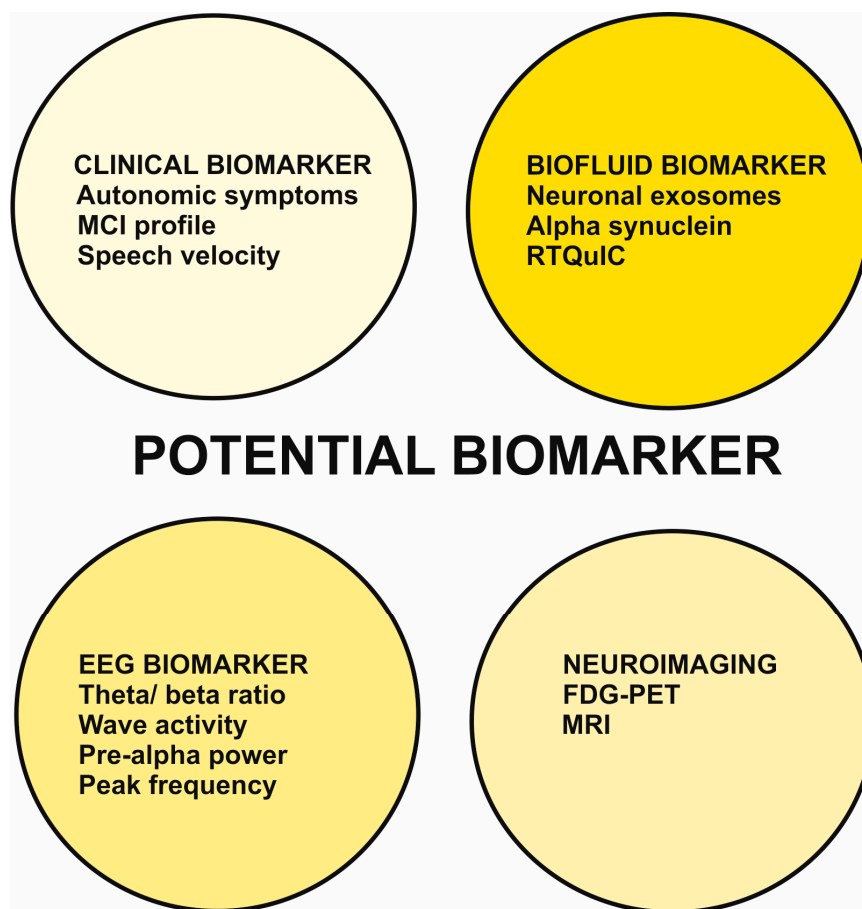 CLINICAL BIOMARKER
Autonomic symptoms
MCI profile
Speech velocity
BIOFLUID BIOMARKER
Neuronal exosomes
Alpha synuclein
RTQuIC
POTENTIAL BIOMARKER
EEG BIOMARKER
Theta/ beta ratio
Wave activity
Pre-alpha power
Peak frequency
NEUROIMAGING
FDG-PET
MRI